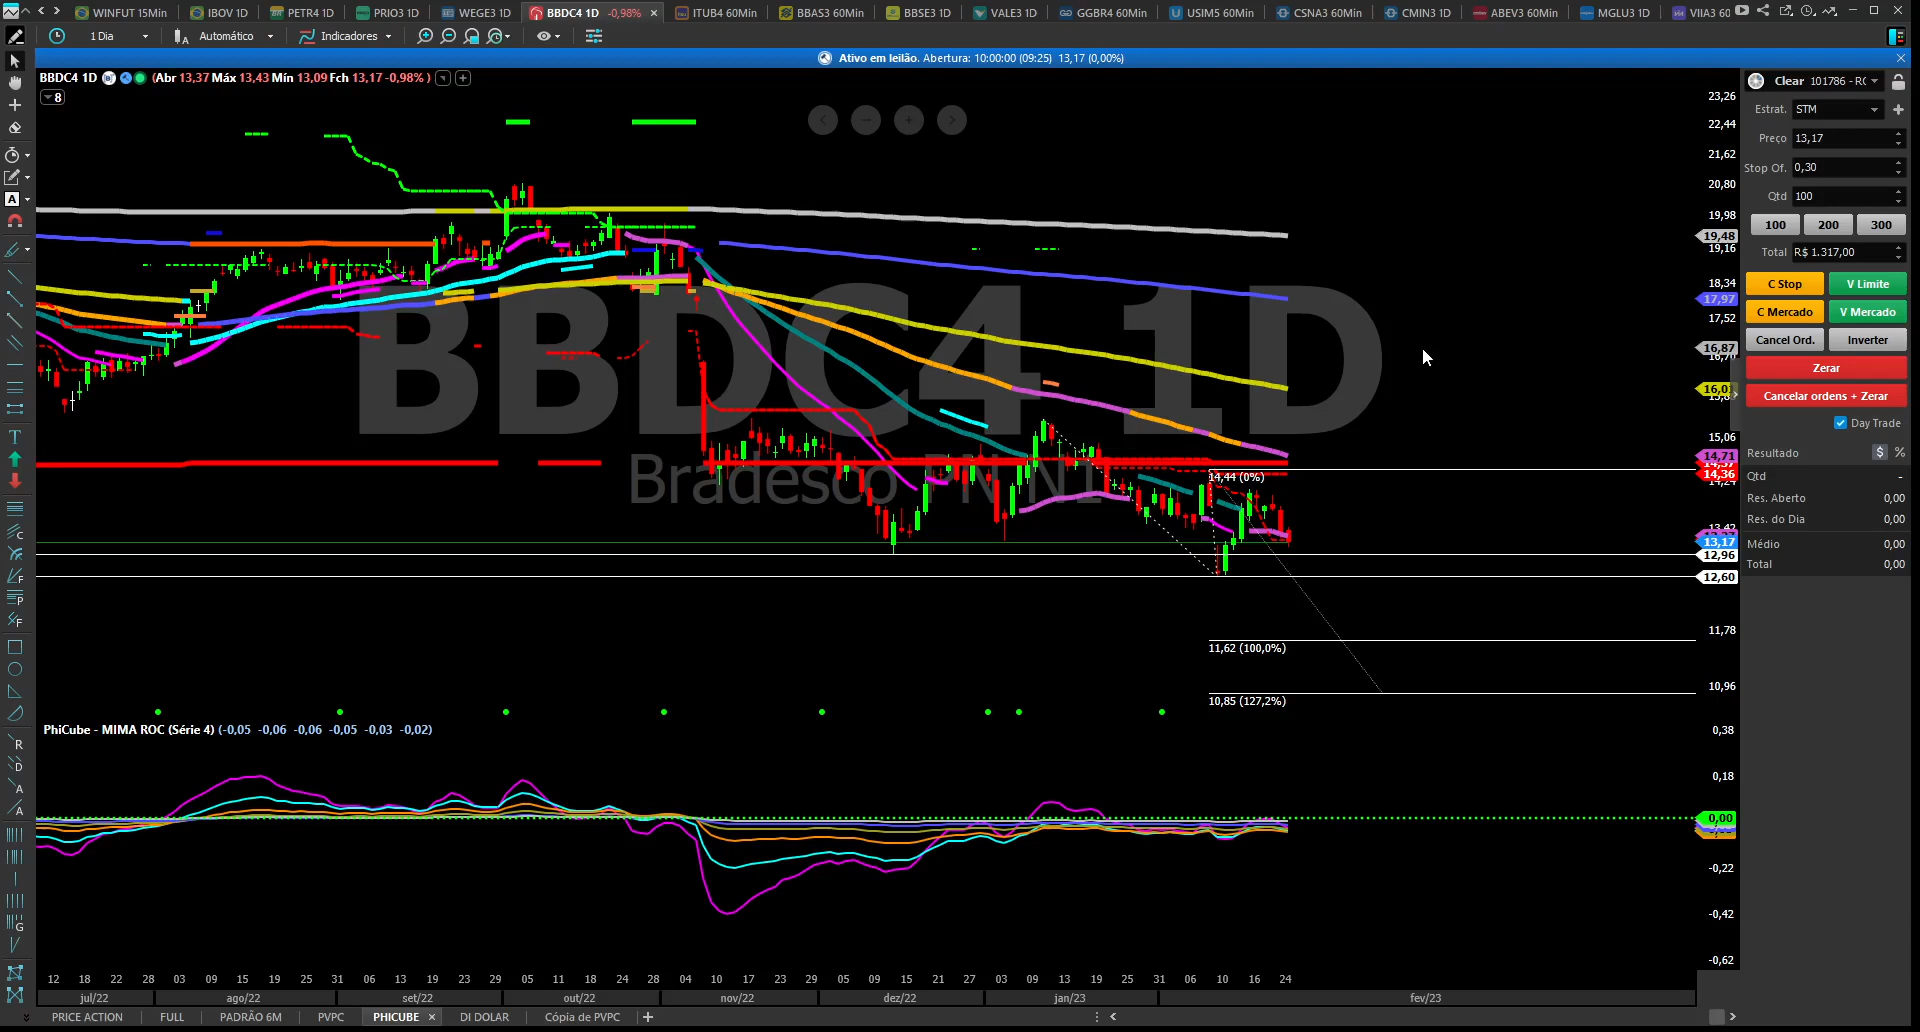 WINFUT 15Min IBOV 1D PETR4 1D PRIO3 1D WEGE3 1D BBDC4 1D -0,98% ITUB4 60Min BBAS3 60Min BBSE3 1D VALE3 1D GGBR4 60Min USIM5 60Min CSNA3 60Min CMIN3 1D ABEV3 60Min MGLU3 1D VIIA3 60
1 Dia Automático Indicadores
Ativo em leilão. Abertura: 10:00:00 (09:25) 13,17 (0,00%)
BBDC4 1D (Abr 13,37 Máx 13,43 Mín 13,09 Fch 13,17 -0,98% )
8
BBDC4 1D
Bradesco PN N1
14,44 (0%)
11,62 (100,0%)
10,85 (127,2%)
23,26
22,44
21,62
20,80
19,98
19,48
19,16
18,34
17,97
17,52
16,87
16,70
16,01
15,06
14,71
14,36
14,24
13,42
13,17
12,96
12,60
11,78
10,96
PhiCube - MIMA ROC (Série 4) (-0,05 -0,06 -0,06 -0,05 -0,03 -0,02)
0,38
0,18
0,00
-0,22
-0,42
-0,62
12 18 22 28 03 09 15 19 25 31 06 13 19 23 29 05 11 18 24 28 04 10 17 23 29 05 09 15 21 27 03 09 13 19 25 31 06 10 16 24
jul/22 ago/22 set/22 out/22 nov/22 dez/22 jan/23 fev/23
PRICE ACTION FULL PADRÃO 6M PVPC PHICUBE DI DOLAR Cópia de PVPC
Clear 101786 - RC
Estrat. STM
Preço 13,17
Stop Of. 0,30
Qtd 100
100 200 300
Total R$ 1.317,00
C Stop V Limite
C Mercado V Mercado
Cancel Ord. Inverter
Zerar
Cancelar ordens + Zerar
Day Trade
Resultado $ %
Qtd -
Res. Aberto 0,00
Res. do Dia 0,00
Médio 0,00
Total 0,00